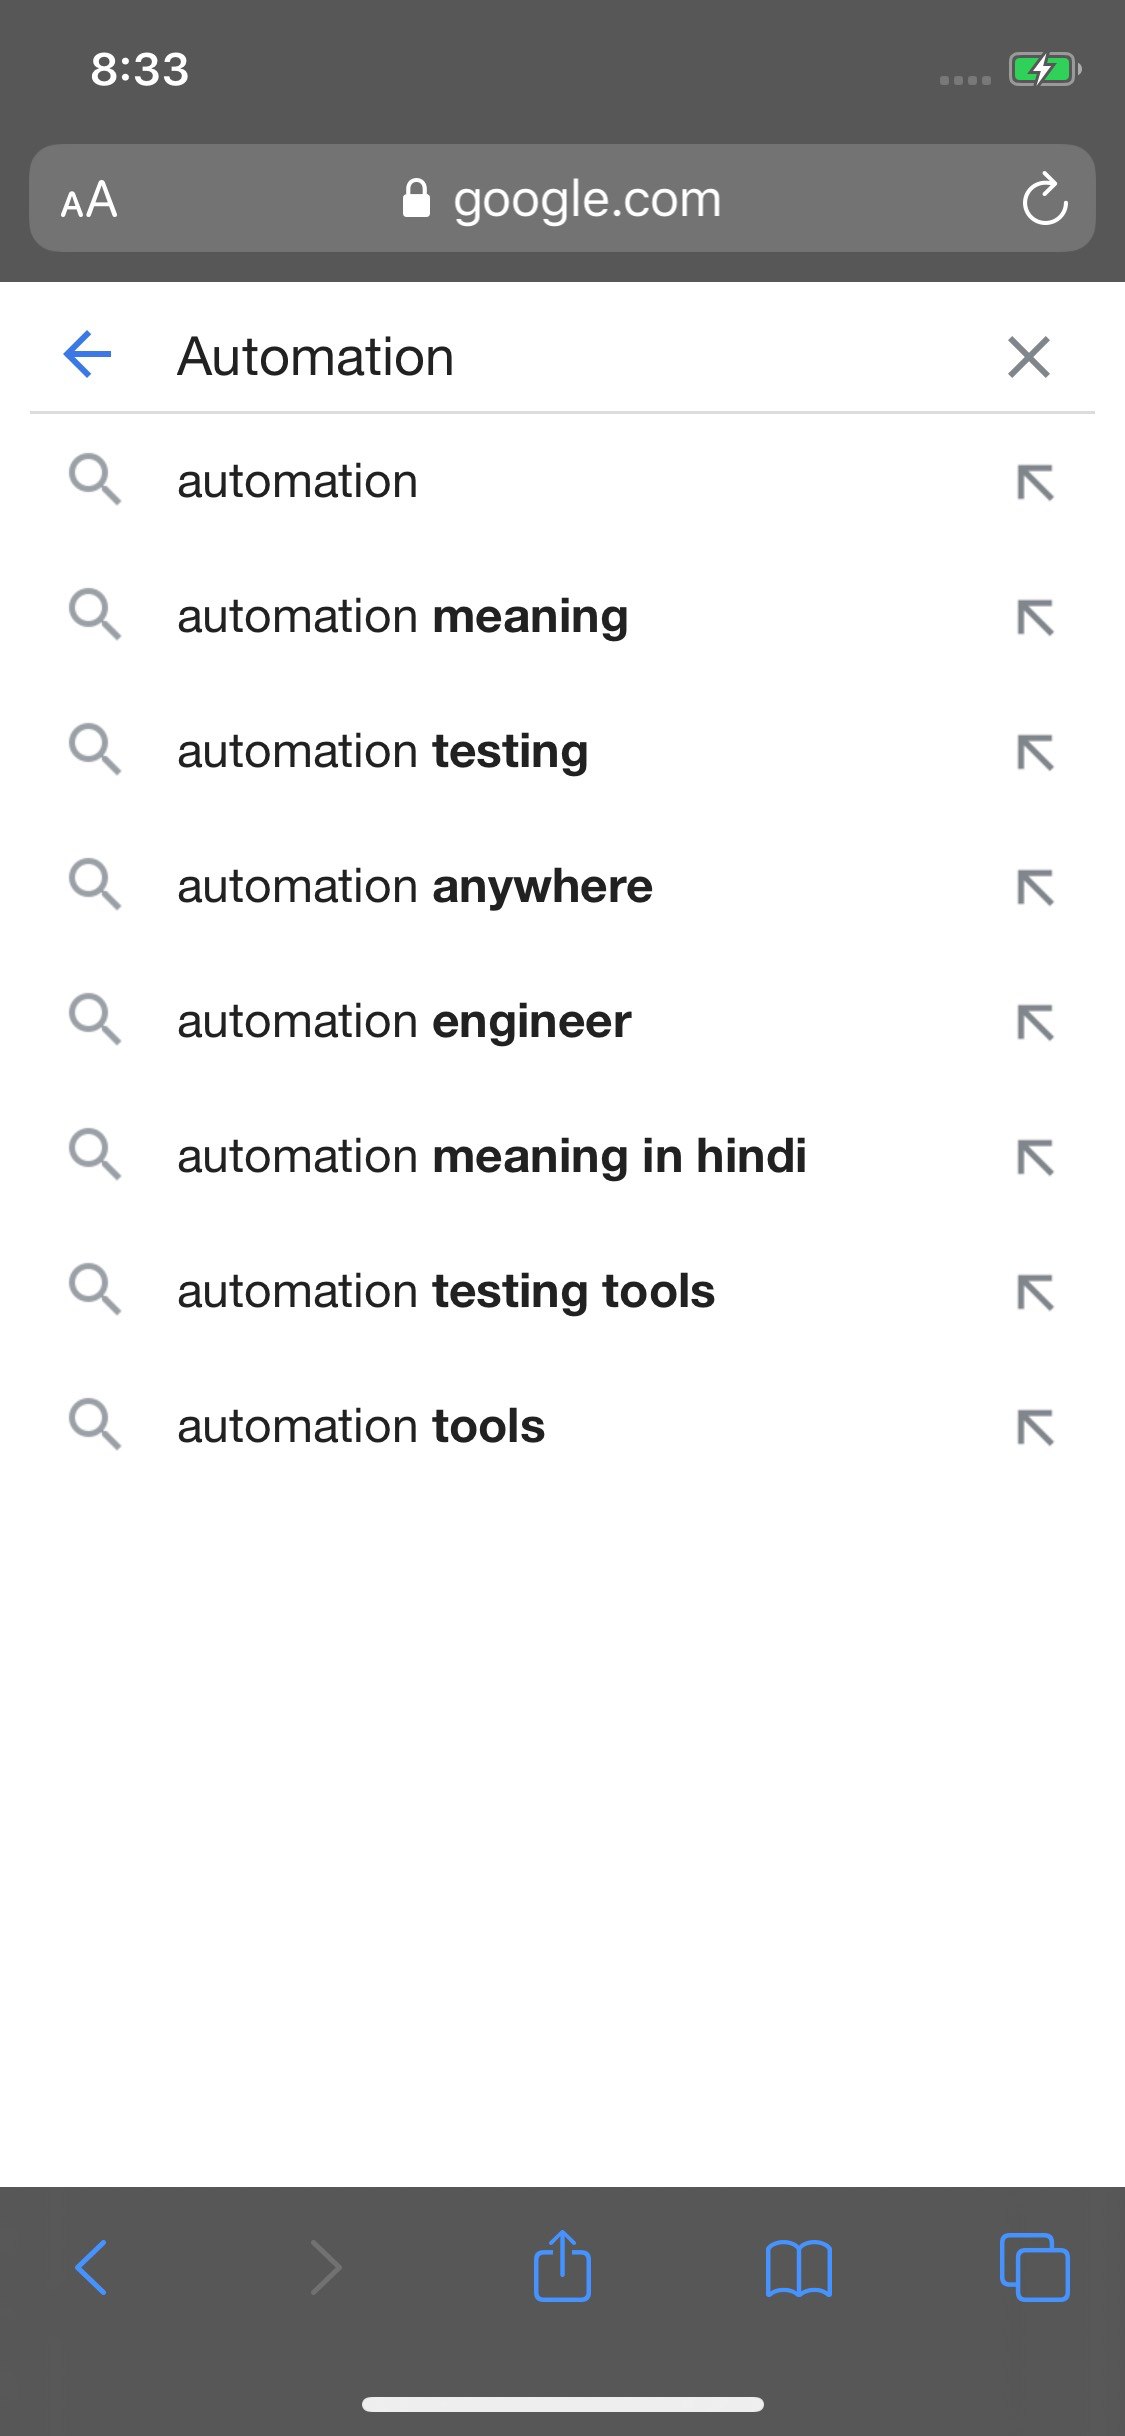 8:33
AA google.com
Automation
automation
automation meaning
automation testing
automation anywhere
automation engineer
automation meaning in hindi
automation testing tools
automation tools